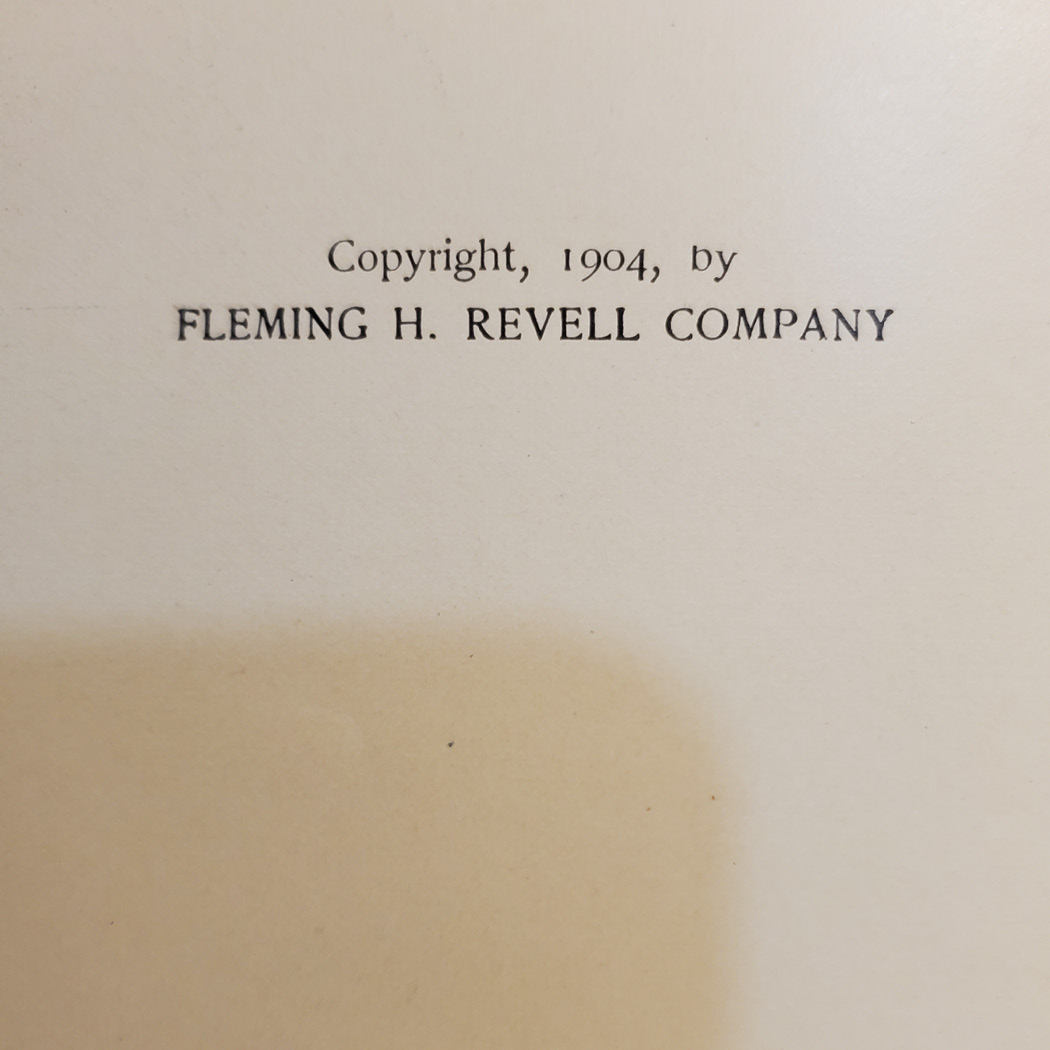 Copyright, 1904, by
FLEMING H. REVELL COMPANY